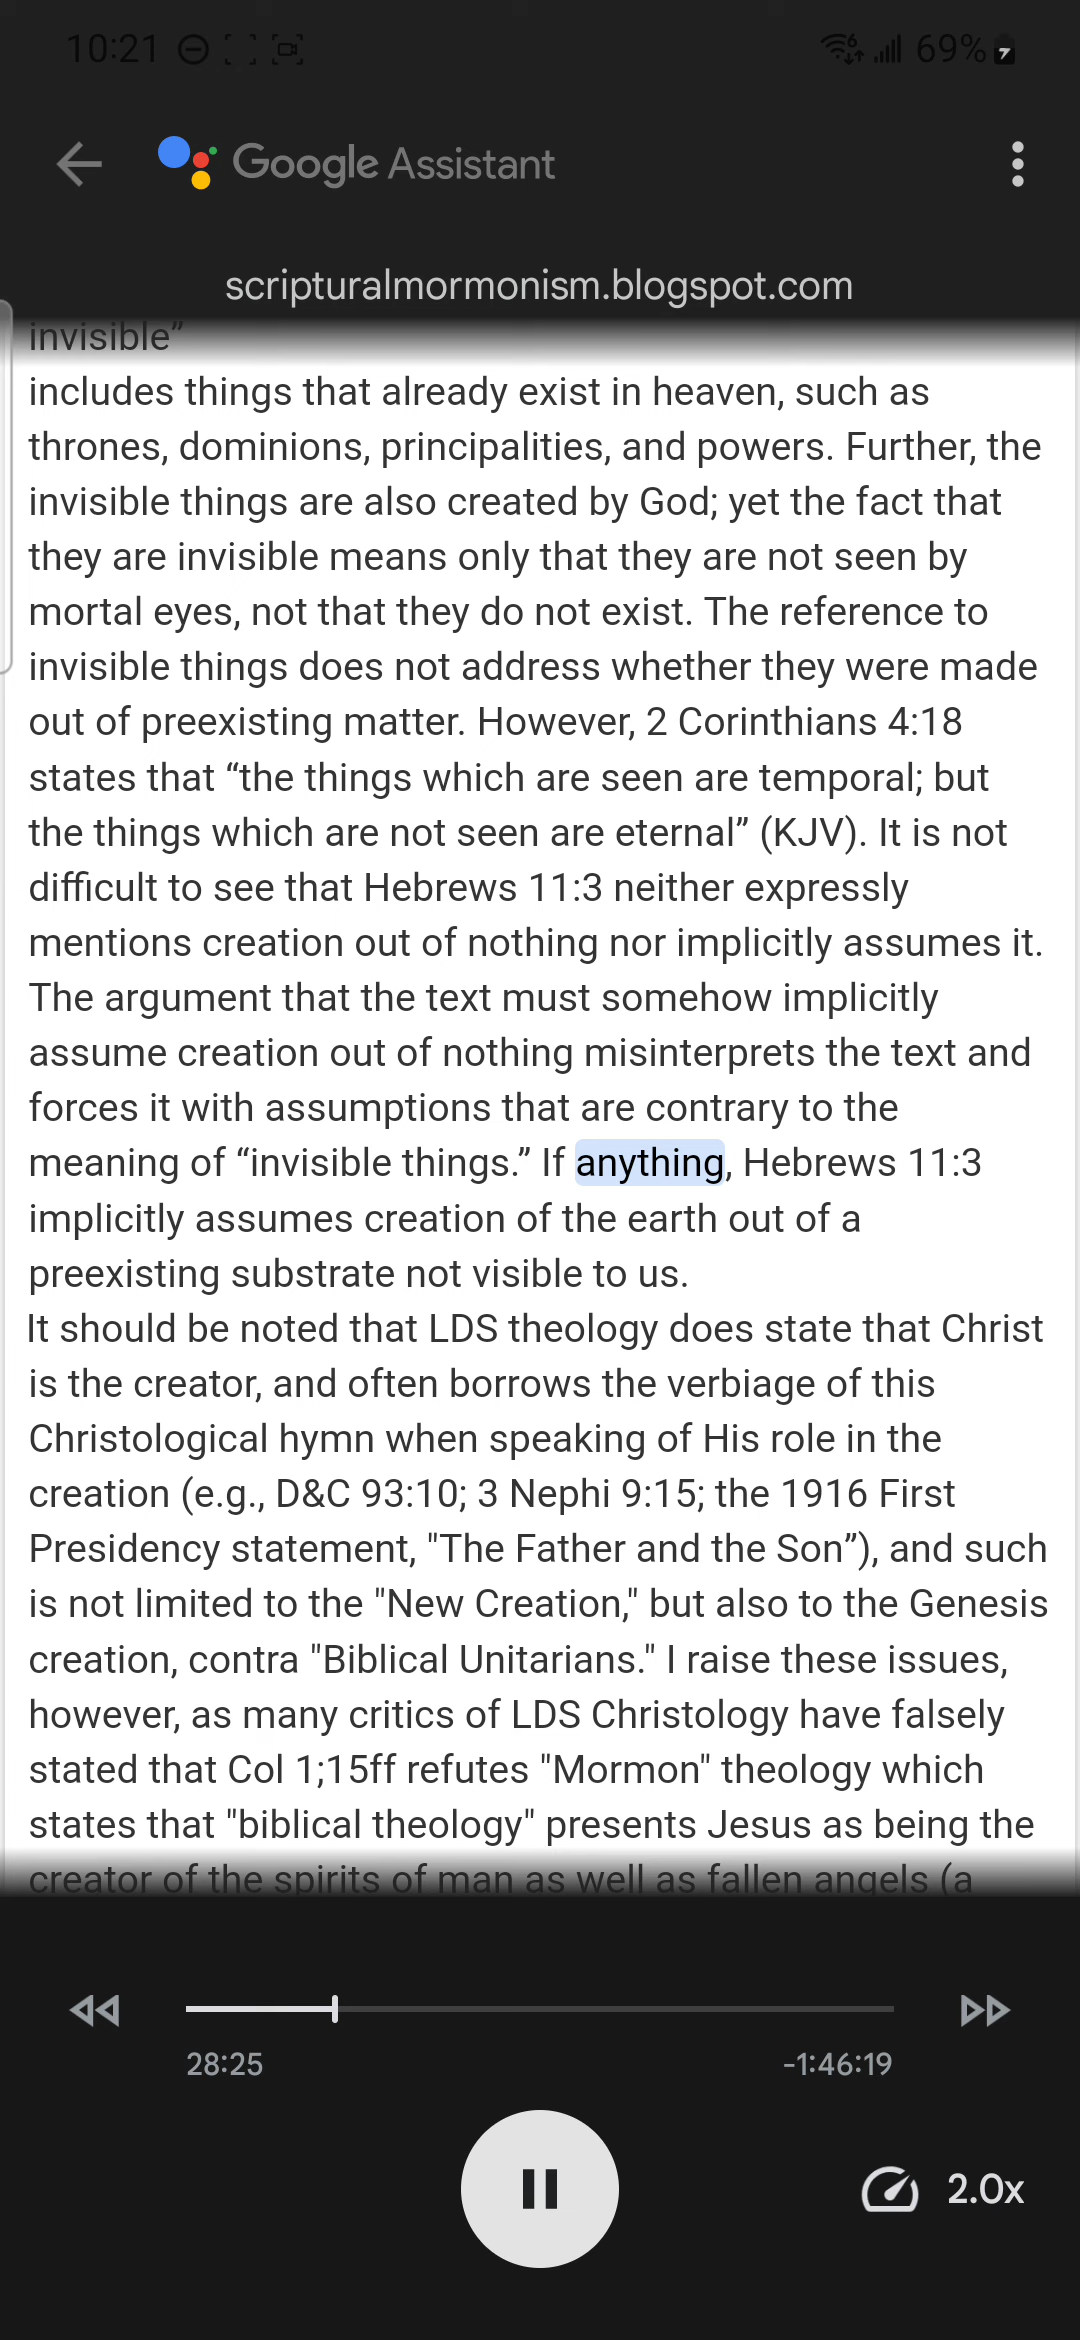 10:21
69%
Google Assistant
scripturalmormonism.blogspot.com
invisible”
includes things that already exist in heaven, such as
thrones, dominions, principalities, and powers. Further, the
invisible things are also created by God; yet the fact that
they are invisible means only that they are not seen by
mortal eyes, not that they do not exist. The reference to
invisible things does not address whether they were made
out of preexisting matter. However, 2 Corinthians 4:18
states that “the things which are seen are temporal; but
the things which are not seen are eternal” (KJV). It is not
difficult to see that Hebrews 11:3 neither expressly
mentions creation out of nothing nor implicitly assumes it.
The argument that the text must somehow implicitly
assume creation out of nothing misinterprets the text and
forces it with assumptions that are contrary to the
meaning of “invisible things.” If anything, Hebrews 11:3
implicitly assumes creation of the earth out of a
preexisting substrate not visible to us.
It should be noted that LDS theology does state that Christ
is the creator, and often borrows the verbiage of this
Christological hymn when speaking of His role in the
creation (e.g., D&C 93:10; 3 Nephi 9:15; the 1916 First
Presidency statement, "The Father and the Son”), and such
is not limited to the "New Creation," but also to the Genesis
creation, contra "Biblical Unitarians." I raise these issues,
however, as many critics of LDS Christology have falsely
stated that Col 1;15ff refutes "Mormon" theology which
states that "biblical theology" presents Jesus as being the
creator of the spirits of man as well as fallen angels (a
28:25
-1:46:19
2.0x